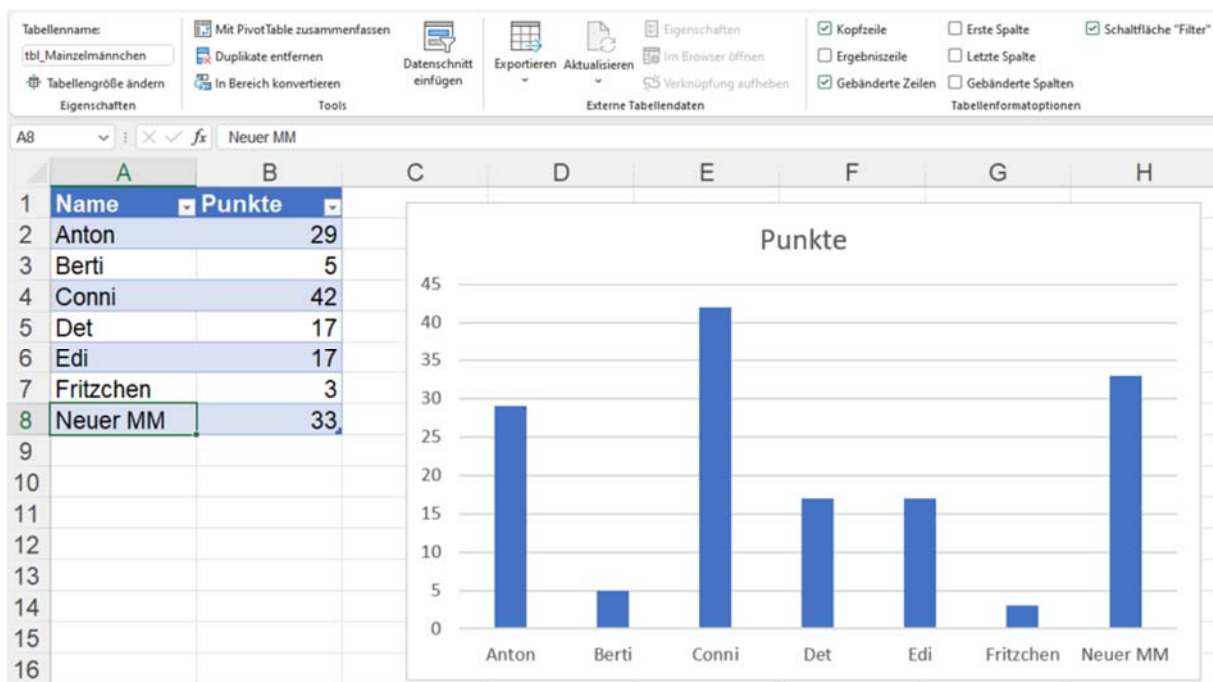 Tabellenname:
tbl_Mainzelmännchen
Tabellengröße ändern
Eigenschaften
Mit PivotTable zusammenfassen
Duplikate entfernen
In Bereich konvertieren
Tools
Datenschnitt
einfügen
Exportieren
Aktualisieren
Eigenschaften
Im Browser öffnen
Verknüpfung aufheben
Externe Tabellendaten
Kopfzeile
Ergebniszeile
Gebänderte Zeilen
Erste Spalte
Letzte Spalte
Gebänderte Spalten
Schaltfläche "Filter"
Tabellenformatoptionen
A8 fx Neuer MM
A B C D E F G H
1 Name Punkte
2 Anton 29
3 Berti 5
4 Conni 42
5 Det 17
6 Edi 17
7 Fritzchen 3
8 Neuer MM 33
9
10
11
12
13
14
15
16
Punkte
45
40
35
30
25
20
15
10
5
0
Anton Berti Conni Det Edi Fritzchen Neuer MM